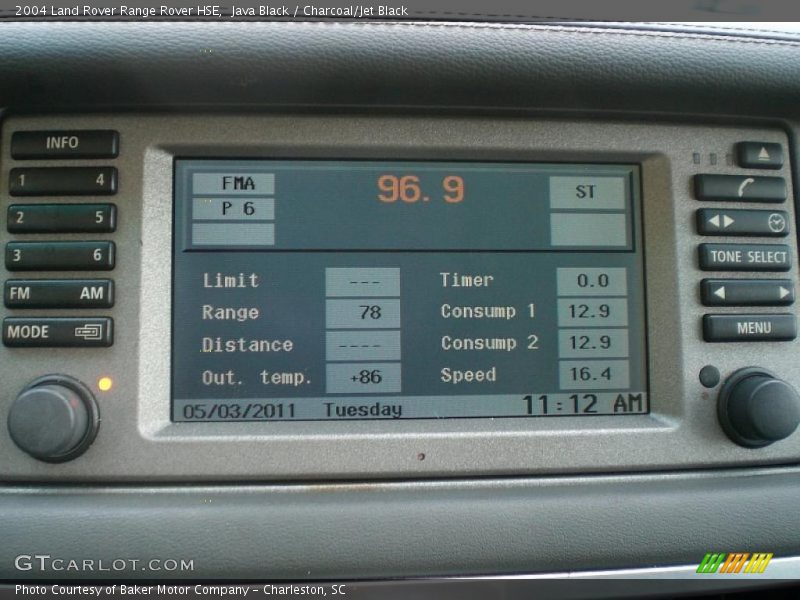 2004 Land Rover Range Rover HSE,  Java Black / Charcoal/Jet Black
INFO
1 4
2 5
3 6
FM AM
MODE
FMA
P 6
96.9
ST
Limit --- Timer 0.0
Range 78 Consump 1 12.9
Distance ---- Consump 2 12.9
Out. temp. +86 Speed 16.4
05/03/2011 Tuesday 11:12 AM
TONE SELECT
MENU
GTCARLOT.COM
Photo Courtesy of Baker Motor Company – Charleston, SC